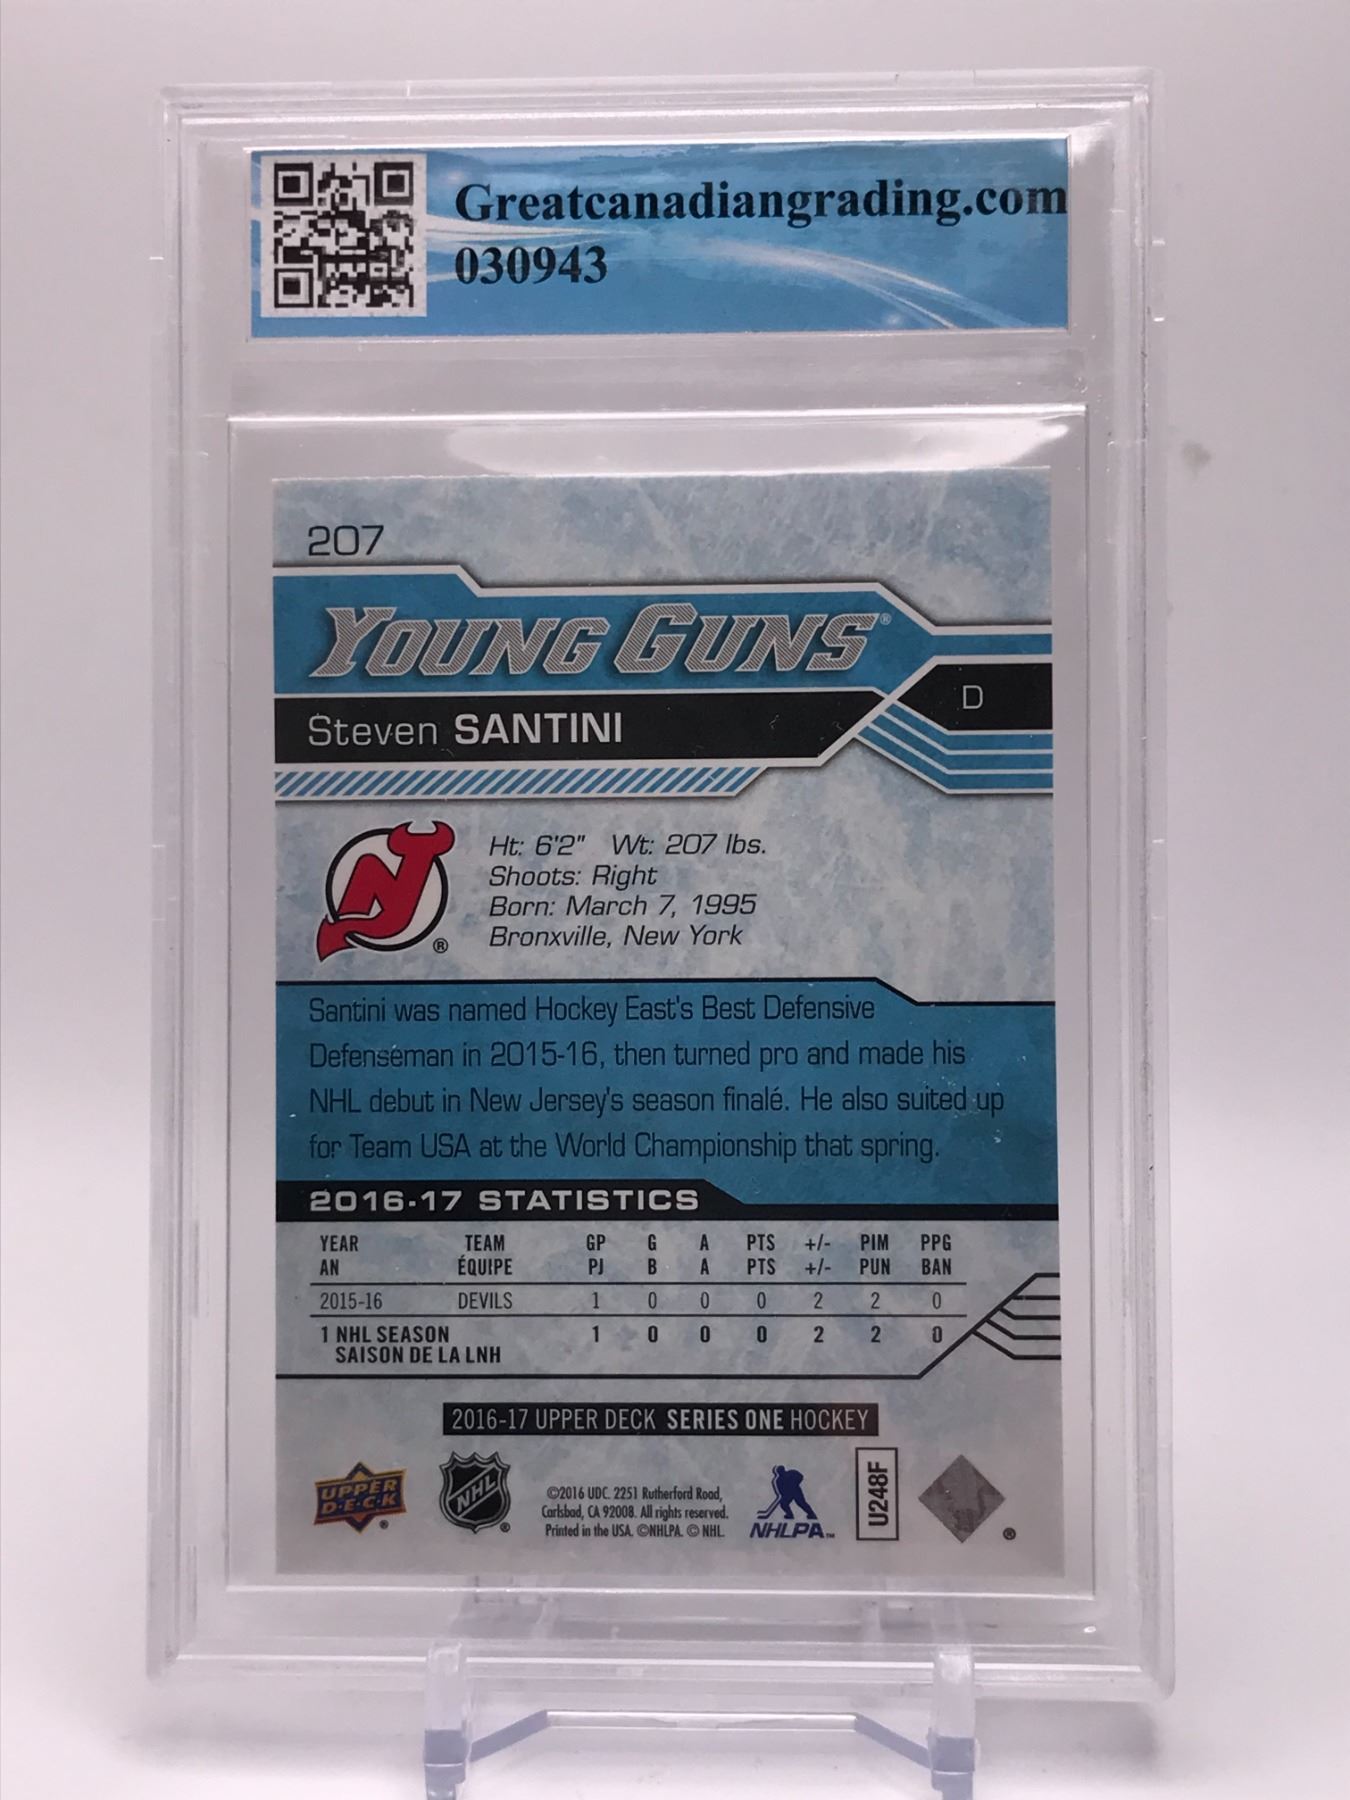 Greatcanadiangrading.com
030943
207
YOUNG GUNS®
Steven SANTINI
D
NJ ®
Ht: 6'2" Wt: 207 lbs.
Shoots: Right
Born: March 7, 1995
Bronxville, New York
Santini was named Hockey East's Best Defensive
Defenseman in 2015-16, then turned pro and made his
NHL debut in New Jersey's season finalé. He also suited up
for Team USA at the World Championship that spring.
2016-17 STATISTICS
YEAR TEAM GP G A PTS +/- PIM PPG
AN ÉQUIPE PJ B A PTS +/- PUN BAN
2015-16 DEVILS 1 0 0 0 2 2 0
1 NHL SEASON 1 0 0 0 2 2 0
SAISON DE LA LNH
2016-17 UPPER DECK SERIES ONE HOCKEY
UPPER
D·E·C·K ®
NHL ®
©2016 UDC. 2251 Rutherford Road,
Carlsbad, CA 92008. All rights reserved.
Printed in the USA. ©NHLPA. © NHL.
NHLPA™
U248F
®